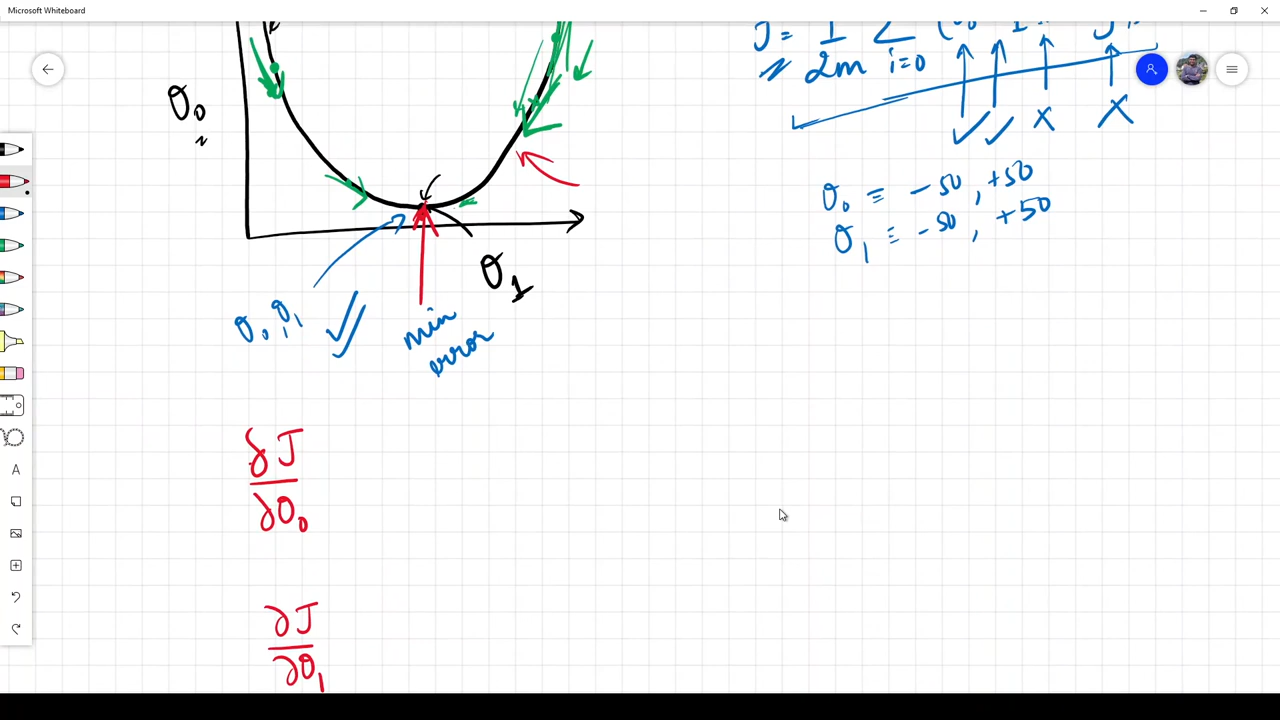 Microsoft Whiteboard
J = 1/2m Σ i=0
θ₀
θ₀ ≡ -50, +50
θ₁ ≡ -50, +50
θ₁
θ₀, θ₁
min
error
∂J/∂θ₀
∂J/∂θ₁
A